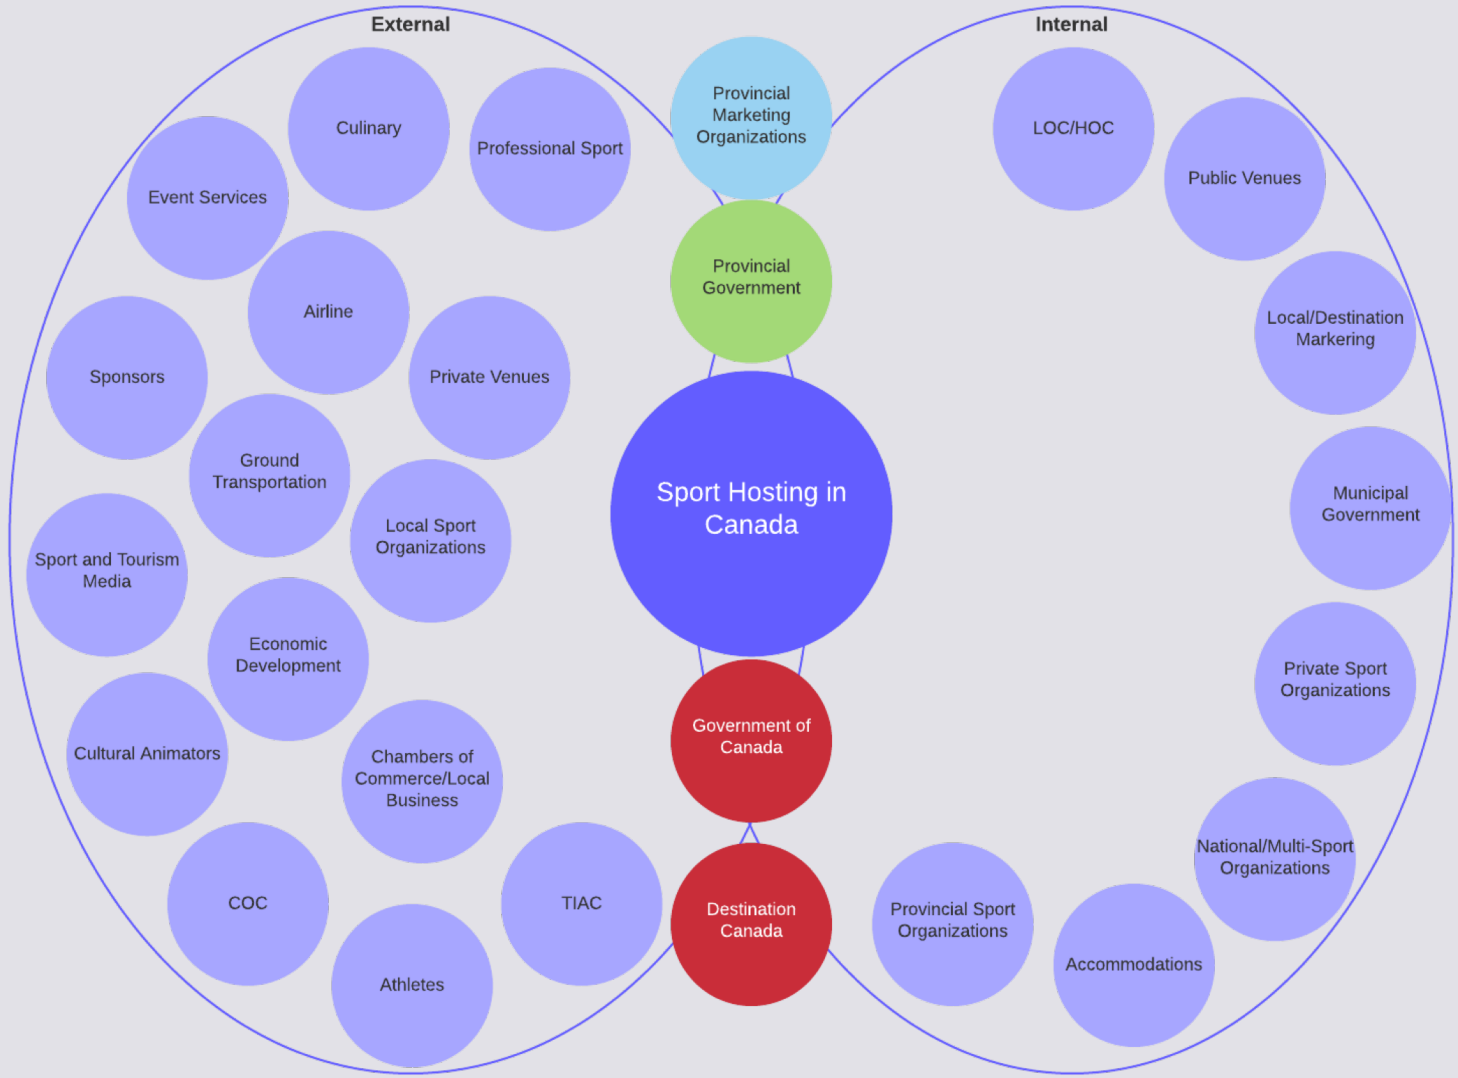 External
Internal
Culinary
Professional Sport
Event Services
Airline
Sponsors
Private Venues
Ground
Transportation
Local Sport
Organizations
Sport and Tourism
Media
Economic
Development
Cultural Animators
Chambers of
Commerce/Local
Business
COC
TIAC
Athletes
Provincial
Marketing
Organizations
Provincial
Government
Sport Hosting in
Canada
Government of
Canada
Destination
Canada
LOC/HOC
Public Venues
Local/Destination
Markering
Municipal
Government
Private Sport
Organizations
National/Multi-Sport
Organizations
Provincial Sport
Organizations
Accommodations